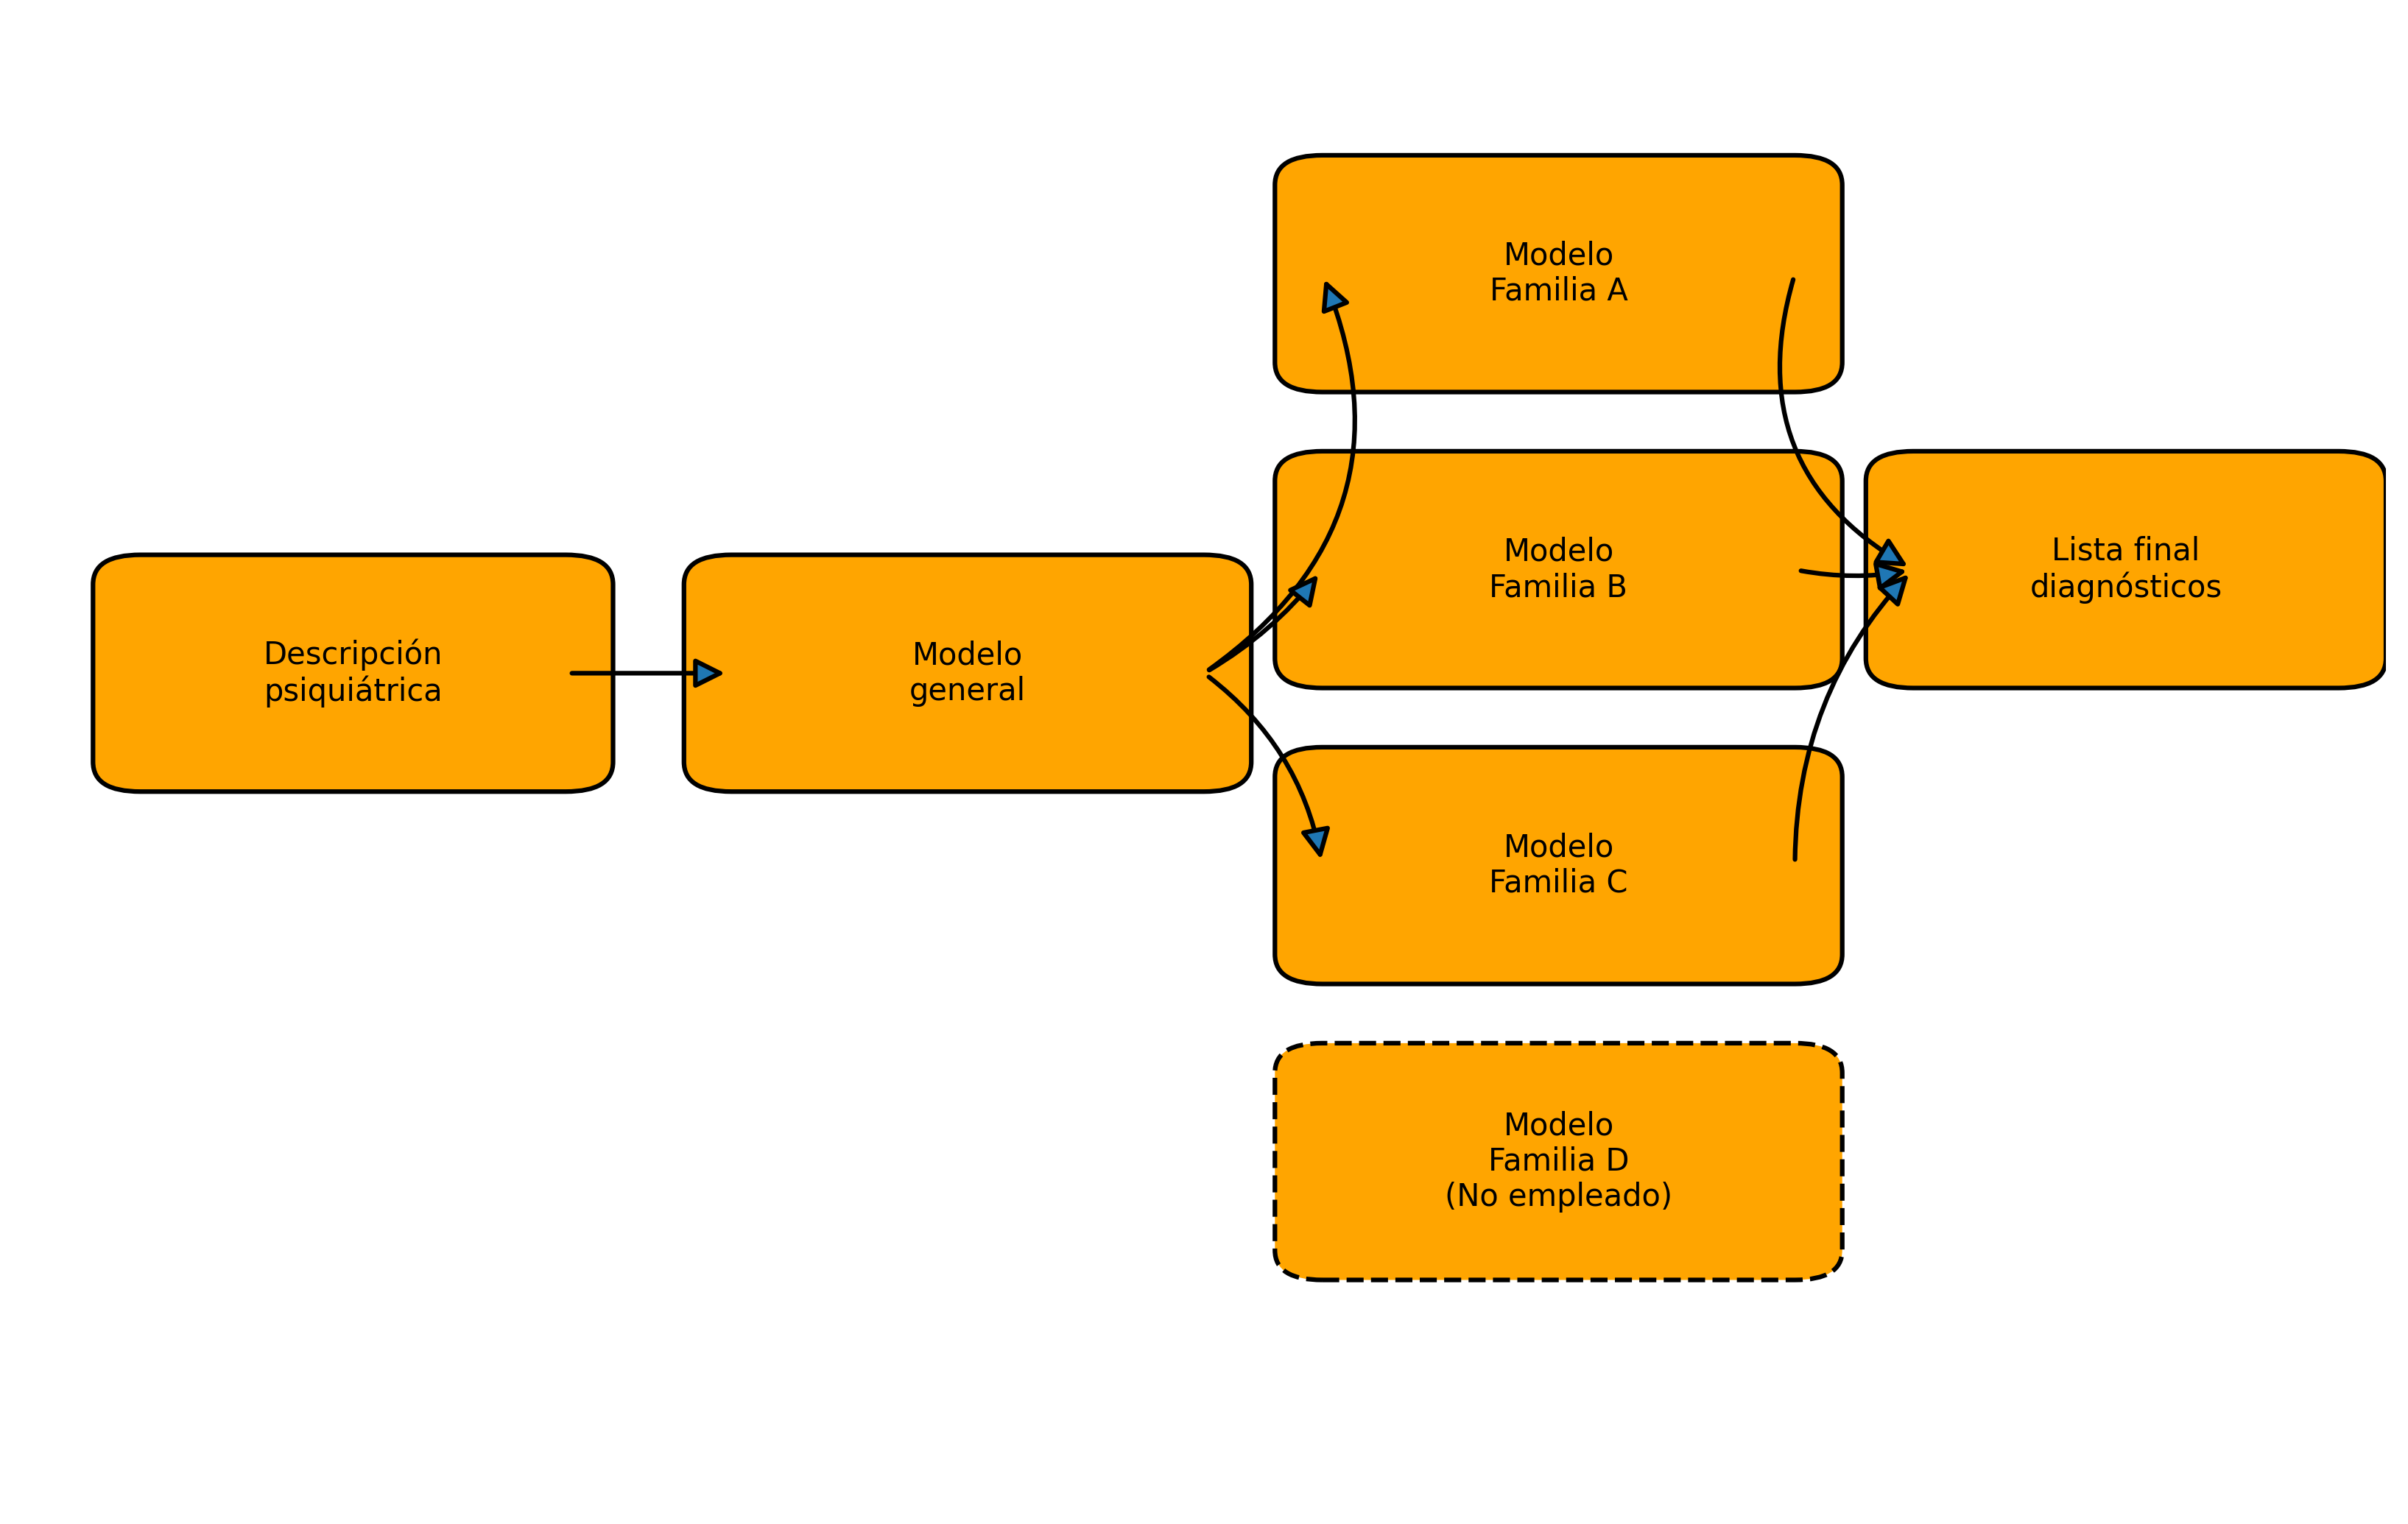 Descripción
psiquiátrica
Modelo
general
Modelo
Familia A
Modelo
Familia B
Modelo
Familia C
Modelo
Familia D
(No empleado)
Lista final
diagnósticos